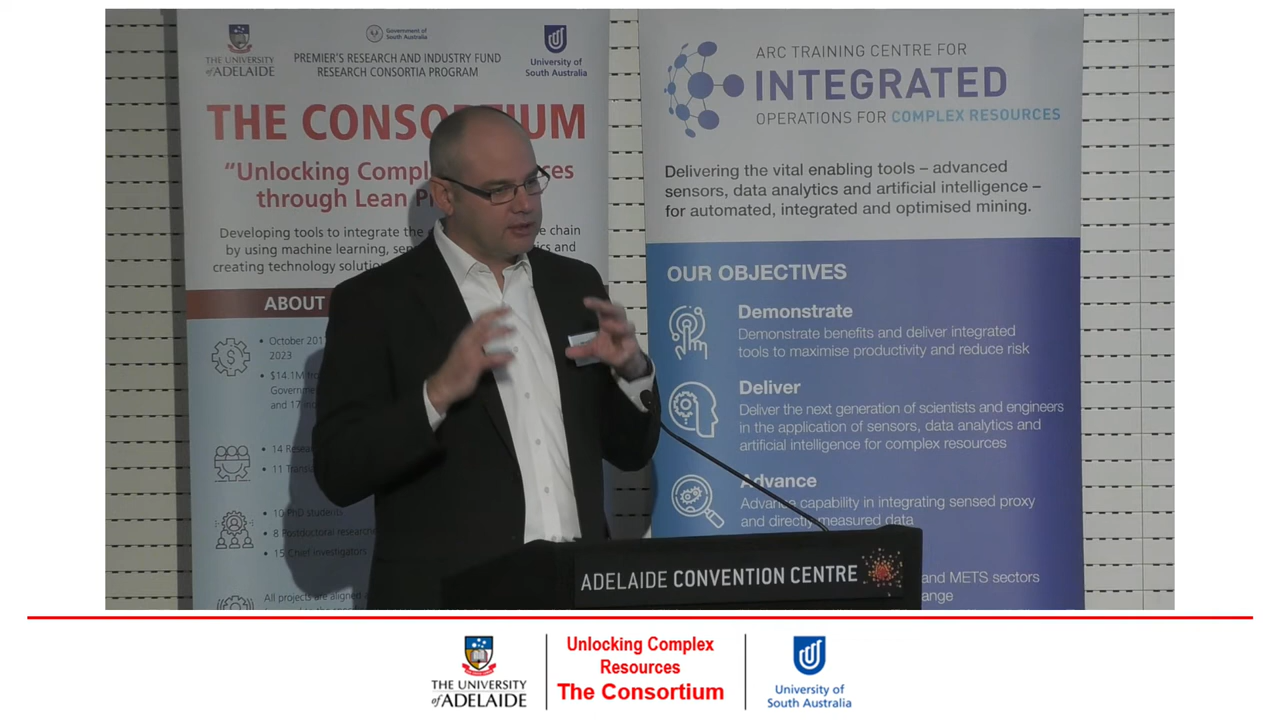 THE UNIVERSITY
of ADELAIDE
Government of
South Australia
PREMIER'S RESEARCH AND INDUSTRY FUND
RESEARCH CONSORTIA PROGRAM
University of
South Australia
THE CONSO UM
"Unlocking Compl ces
through Lean P
Developing tools to integrate the chain
by using machine learning, and
creating technology
ABOUT
October
2023
$14.1M
and 17
14
11
10 PhD students
8 Postdoctoral
15 Chief Investigators
All projects are aligned
ARC TRAINING CENTRE FOR
INTEGRATED
OPERATIONS FOR COMPLEX RESOURCES
Delivering the vital enabling tools – advanced
sensors, data analytics and artificial intelligence –
for automated, integrated and optimised mining.
OUR OBJECTIVES
Demonstrate
Demonstrate benefits and deliver integrated
tools to maximise productivity and reduce risk
Deliver
Deliver the next generation of scientists and engineers
in the application of sensors, data analytics and
artificial intelligence for complex resources
Advance
Advance capability in integrating sensed proxy
and directly measured data
and METS sectors
ange
ADELAIDE CONVENTION CENTRE
THE UNIVERSITY
of ADELAIDE
Unlocking Complex
Resources
The Consortium
University of
South Australia